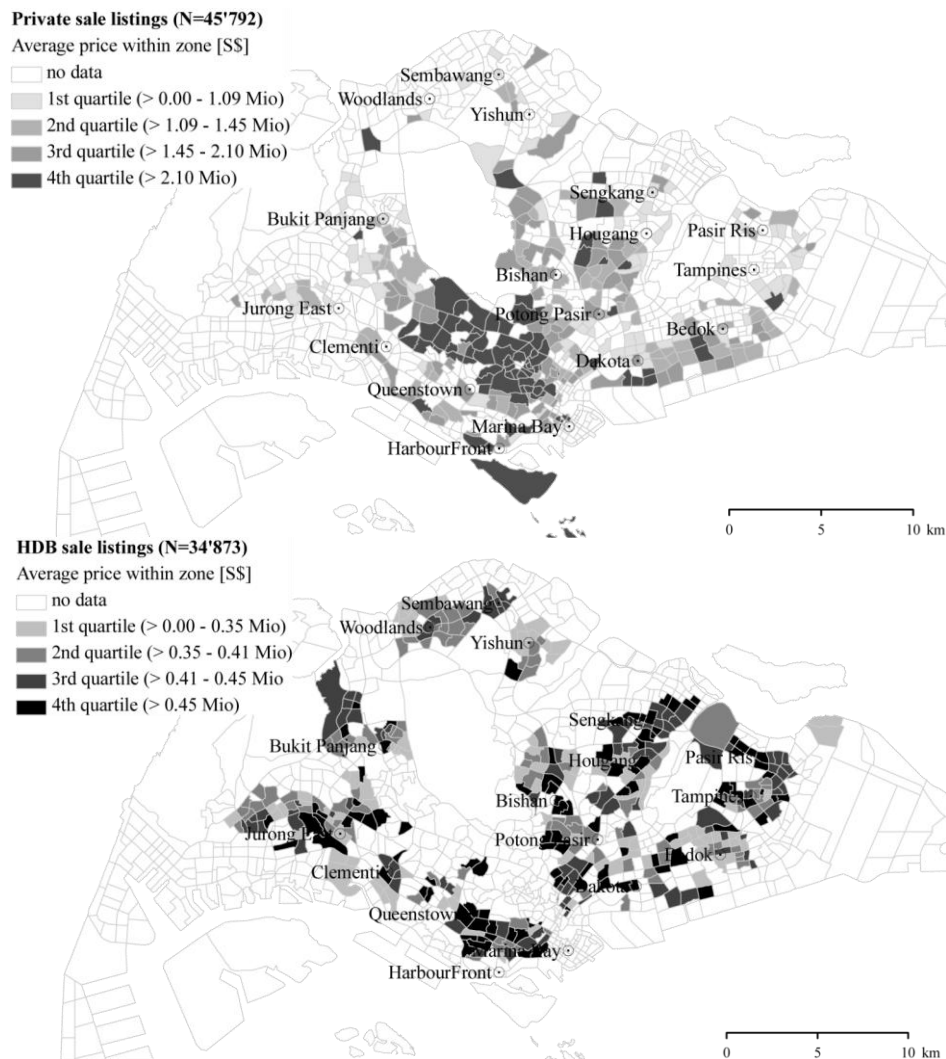 Private sale listings (N=45'792)
Average price within zone [S$]
no data
1st quartile (> 0.00 - 1.09 Mio)
2nd quartile (> 1.09 - 1.45 Mio)
3rd quartile (> 1.45 - 2.10 Mio)
4th quartile (> 2.10 Mio)
Sembawang
Woodlands
Yishun
Sengkang
Bukit Panjang
Hougang
Pasir Ris
Bishan
Tampines
Jurong East
Potong Pasir
Bedok
Clementi
Dakota
Queenstown
Marina Bay
HarbourFront
0 5 10 km
HDB sale listings (N=34'873)
Average price within zone [S$]
no data
1st quartile (> 0.00 - 0.35 Mio)
2nd quartile (> 0.35 - 0.41 Mio)
3rd quartile (> 0.41 - 0.45 Mio
4th quartile (> 0.45 Mio)
Sembawang
Woodlands
Yishun
Sengkang
Bukit Panjang
Hougang
Pasir Ris
Bishan
Tampines
Jurong East
Potong Pasir
Bedok
Clementi
Dakota
Queenstown
Marina Bay
HarbourFront
0 5 10 km